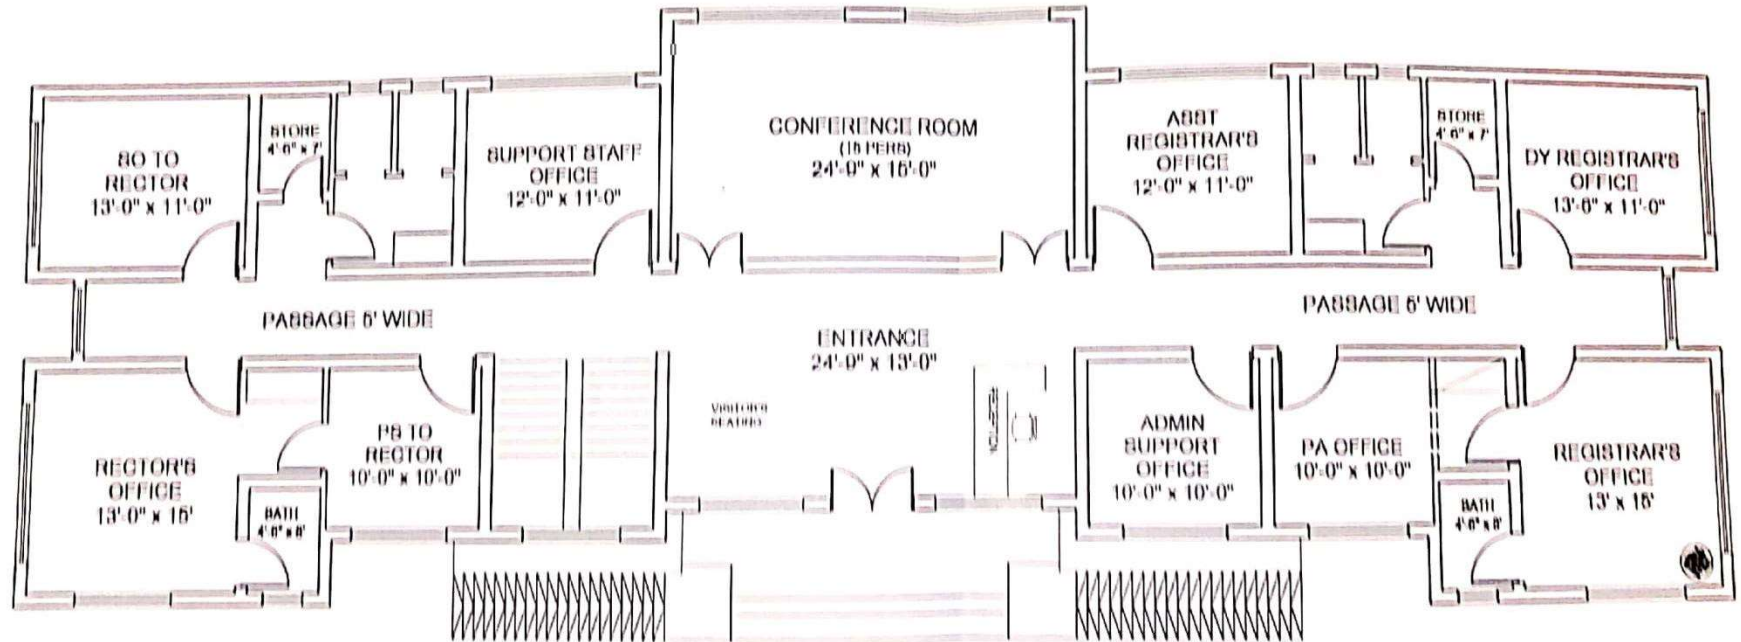 SO TO
RECTOR
13'-0" x 11'-0"
STORE
4'-6" x 7'
SUPPORT STAFF
OFFICE
12'-0" x 11'-0"
CONFERENCE ROOM
(15 PERS)
24'-9" x 15'-0"
ASST
REGISTRAR'S
OFFICE
12'-0" x 11'-0"
STORE
4'-6" x 7'
DY REGISTRAR'S
OFFICE
13'-6" x 11'-0"
PASSAGE 6' WIDE
ENTRANCE
24'-9" x 13'-0"
PASSAGE 6' WIDE
RECTOR'S
OFFICE
13'-0" x 15'
BATH
4'-6" x 8'
PS TO
RECTOR
10'-0" x 10'-0"
VISITOR'S
SEATING
RECEPTION
ADMIN
SUPPORT
OFFICE
10'-0" x 10'-0"
PA OFFICE
10'-0" x 10'-0"
BATH
4'-6" x 8'
REGISTRAR'S
OFFICE
13' x 15'